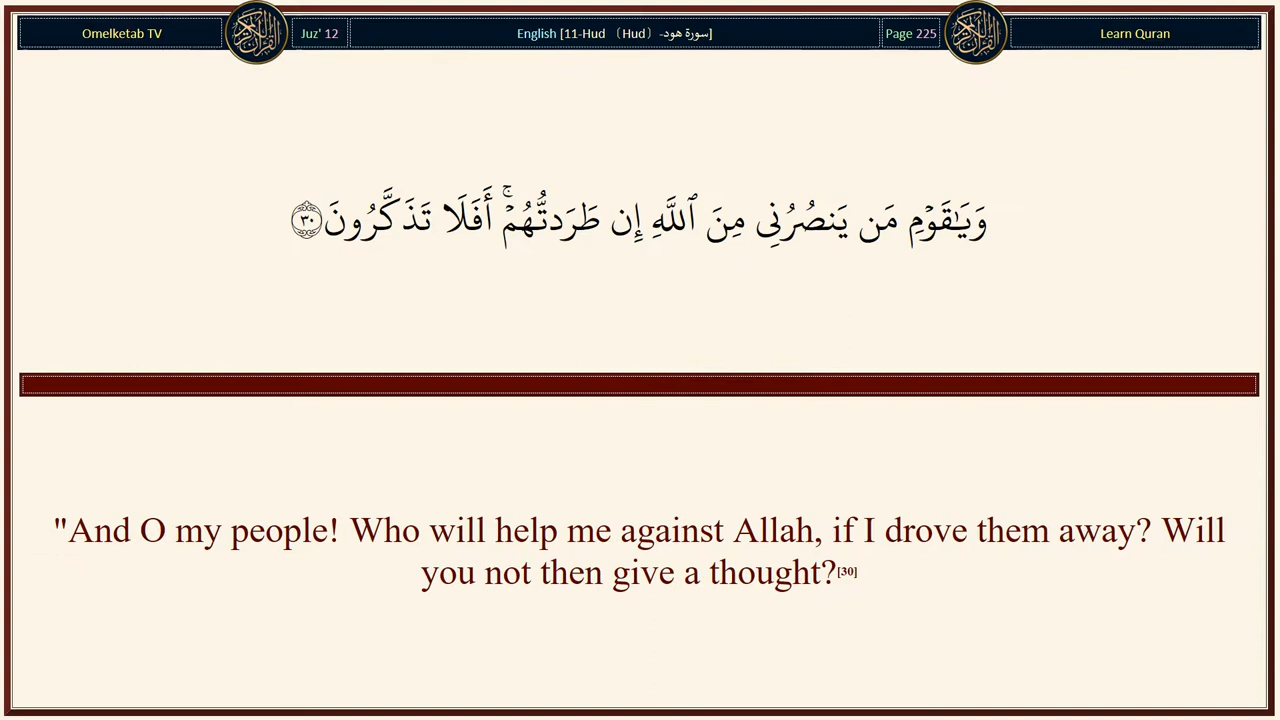 Omelketab TV
Juz' 12
English [11-Hud （Hud） -سورة هود]
Page 225
Learn Quran
وَيَـٰقَوۡمِ مَن يَنصُرُنِى مِنَ ٱللَّهِ إِن طَرَدتُّهُمۡۚ أَفَلَا تَذَكَّرُونَ ٣٠
"And O my people! Who will help me against Allah, if I drove them away? Will
you not then give a thought?[30]